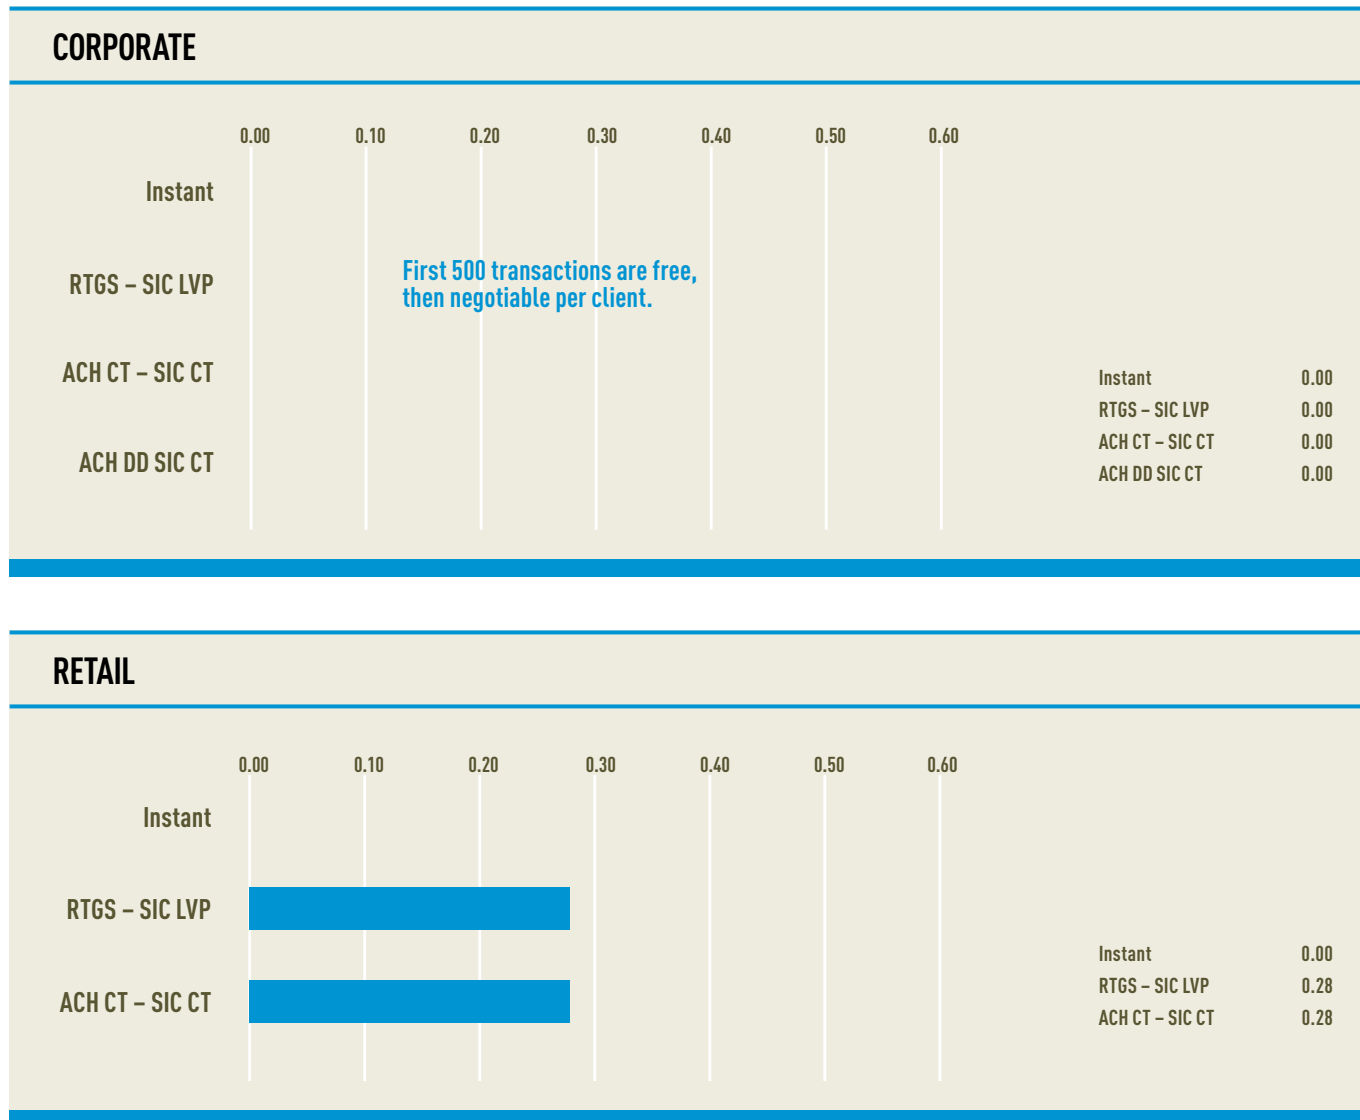 CORPORATE
0.00 0.10 0.20 0.30 0.40 0.50 0.60
Instant
RTGS – SIC LVP
First 500 transactions are free,
then negotiable per client.
ACH CT – SIC CT
ACH DD SIC CT
Instant 0.00
RTGS – SIC LVP 0.00
ACH CT – SIC CT 0.00
ACH DD SIC CT 0.00
RETAIL
0.00 0.10 0.20 0.30 0.40 0.50 0.60
Instant
RTGS – SIC LVP
ACH CT – SIC CT
Instant 0.00
RTGS – SIC LVP 0.28
ACH CT – SIC CT 0.28